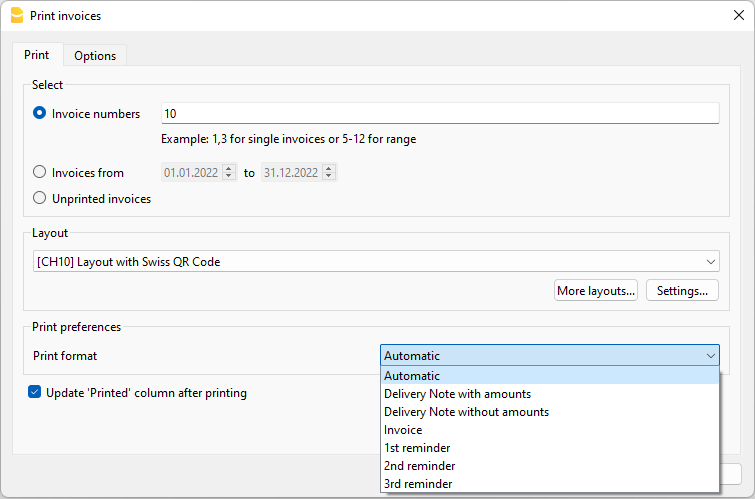 Print invoices
Print
Options
Select
Invoice numbers
10
Example: 1,3 for single invoices or 5-12 for range
Invoices from
01.01.2022
to
31.12.2022
Unprinted invoices
Layout
[CH10] Layout with Swiss QR Code
More layouts...
Settings...
Print preferences
Print format
Automatic
Automatic
Delivery Note with amounts
Delivery Note without amounts
Invoice
1st reminder
2nd reminder
3rd reminder
Update 'Printed' column after printing